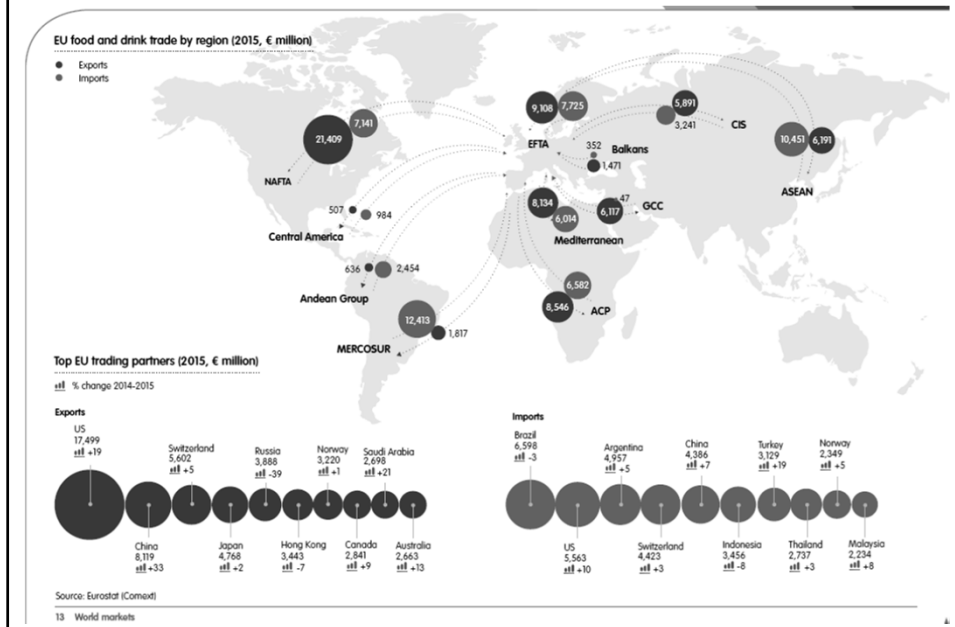 EU food and drink trade by region (2015, € million)
Exports
Imports
21,409
7,141
NAFTA
507
984
Central America
636
2,454
Andean Group
12,413
1,817
MERCOSUR
9,108
7,725
EFTA
5,891
3,241
CIS
352
Balkans
1,471
10,451
6,191
ASEAN
8,134
6,014
Mediterranean
47
6,117
GCC
6,582
8,546
ACP
Top EU trading partners (2015, € million)
% change 2014-2015
Exports
US
17,499
+19
China
8,119
+33
Switzerland
5,602
+5
Japan
4,768
+2
Russia
3,888
-39
Hong Kong
3,443
-7
Norway
3,220
+1
Canada
2,841
+9
Saudi Arabia
2,698
+21
Australia
2,663
+13
Imports
Brazil
6,598
-3
US
5,563
+10
Argentina
4,957
+5
Switzerland
4,423
+3
China
4,386
+7
Indonesia
3,456
-8
Turkey
3,129
+19
Thailand
2,737
+3
Norway
2,349
+5
Malaysia
2,234
+8
Source: Eurostat (Comext)
13 World markets